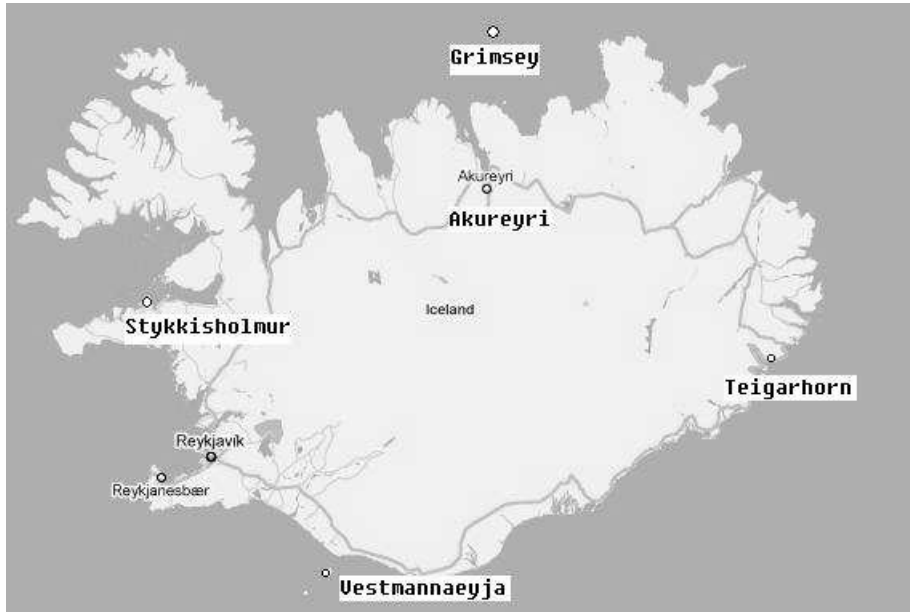 Grimsey
Akureyri
Akureyri
Iceland
Stykkisholmur
Teigarhorn
Reykjavík
Reykjanesbær
Vestmannaeyja